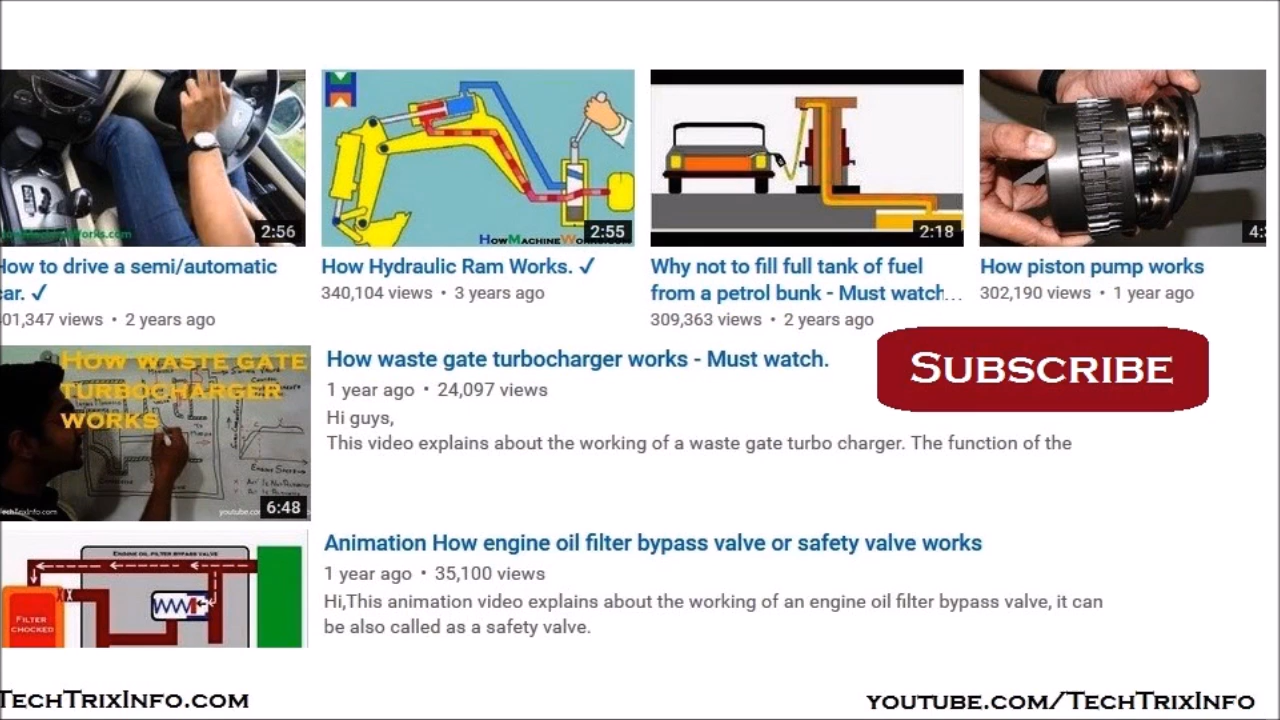 2:56
2:55
2:18
HowMachineWorks.
How to drive a semi/automatic
car. ✓
01,347 views • 2 years ago
How Hydraulic Ram Works. ✓
340,104 views • 3 years ago
Why not to fill full tank of fuel
from a petrol bunk - Must watch...
309,363 views • 2 years ago
How piston pump works
302,190 views • 1 year ago
Subscribe
How waste gate
turbocharger
works
6:48
How waste gate turbocharger works - Must watch.
1 year ago • 24,097 views
Hi guys,
This video explains about the working of a waste gate turbo charger. The function of the
Engine oil filter bypass valve
Filter
chocked
Animation How engine oil filter bypass valve or safety valve works
1 year ago • 35,100 views
Hi,This animation video explains about the working of an engine oil filter bypass valve, it can
be also called as a safety valve.
TechTrixInfo.com
youtube.com/TechTrixInfo